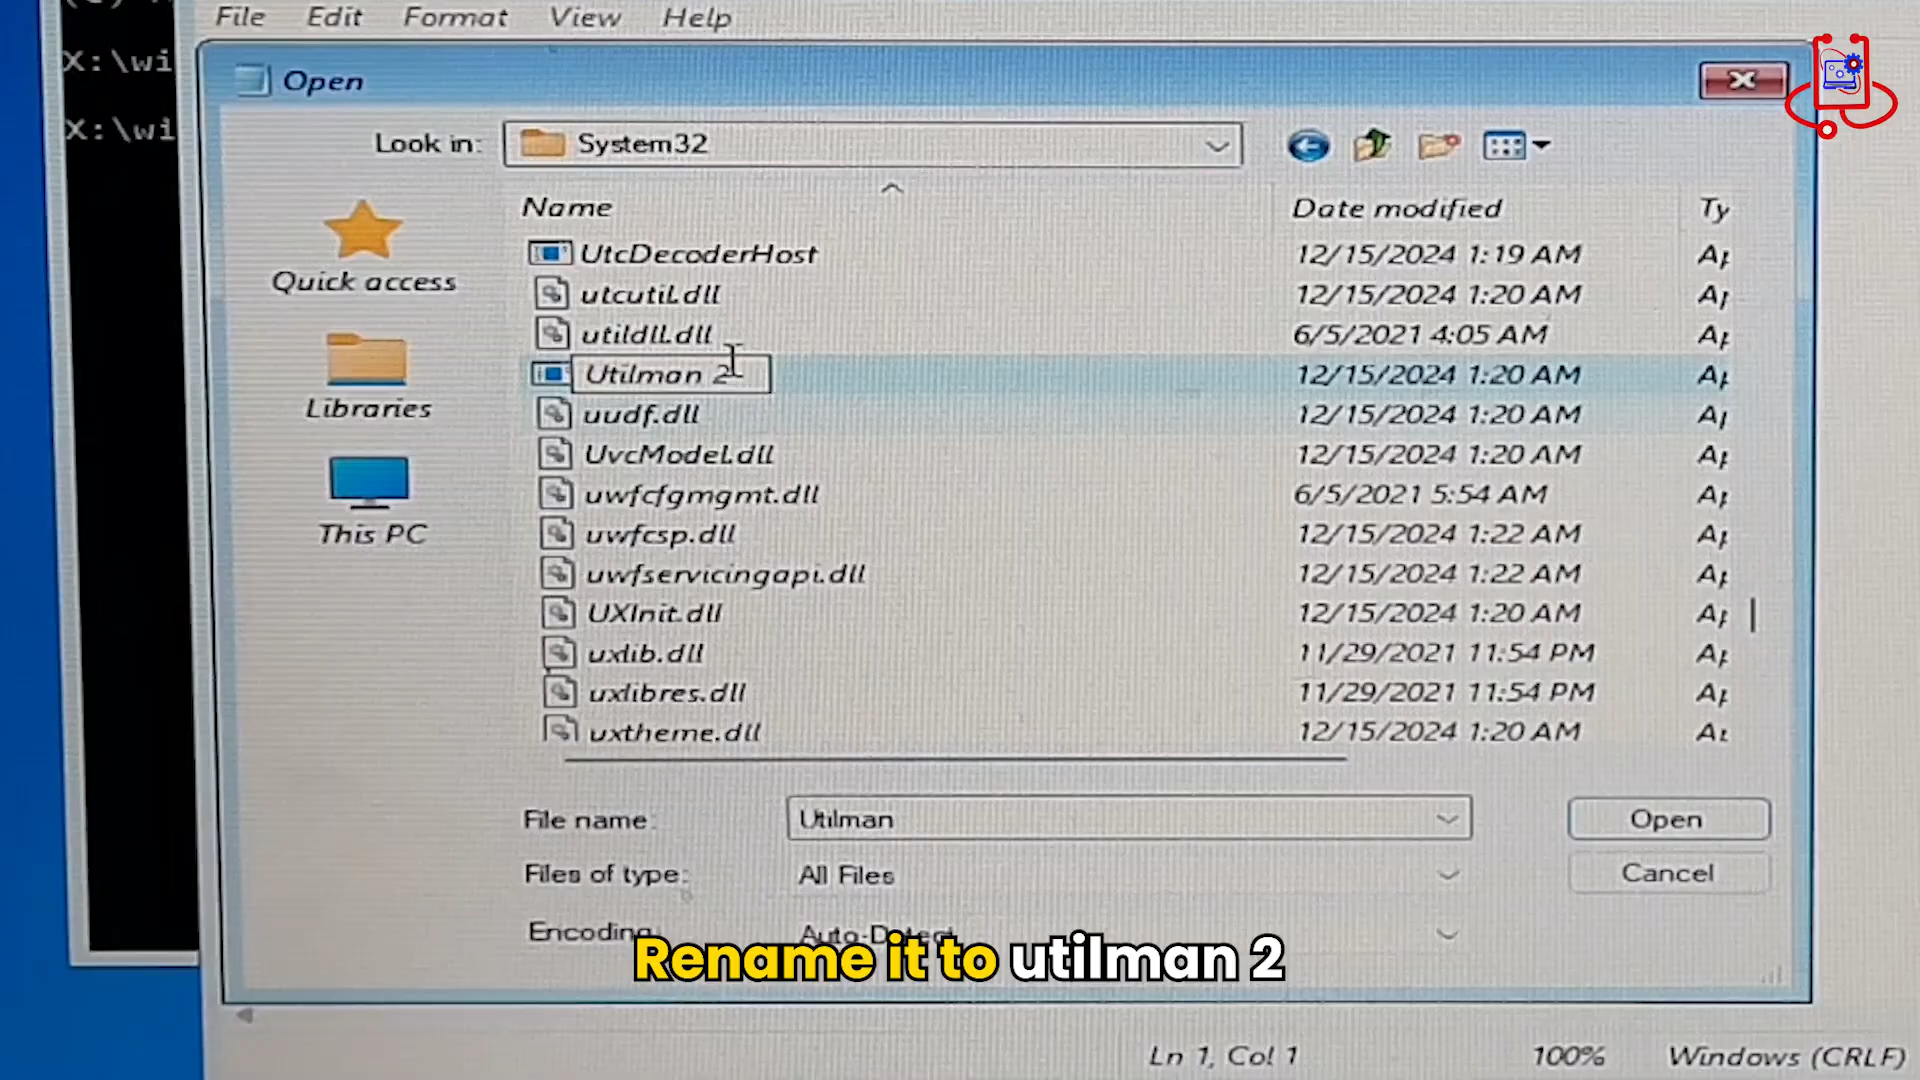 File Edit Format View Help
X:\wi
Open
X:\wi
Look in: System32
Name Date modified Ty
UtcDecoderHost 12/15/2024 1:19 AM
utcutil.dll 12/15/2024 1:20 AM
Quick access
utildll.dll 6/5/2021 4:05 AM
Utilman 2 12/15/2024 1:20 AM
Libraries
uudf.dll 12/15/2024 1:20 AM
UvcModel.dll 12/15/2024 1:20 AM
uwfcfgmgmt.dll 6/5/2021 5:54 AM
This PC
uwfcsp.dll 12/15/2024 1:22 AM
uwfservicingapi.dll 12/15/2024 1:22 AM
UXInit.dll 12/15/2024 1:20 AM
uxlib.dll 11/29/2021 11:54 PM
uxlibres.dll 11/29/2021 11:54 PM
uxtheme.dll 12/15/2024 1:20 AM
File name: Utilman Open
Files of type: All Files Cancel
Encoding: Auto-Detect
Rename it to utilman 2
Ln 1, Col 1 100% Windows (CRLF)